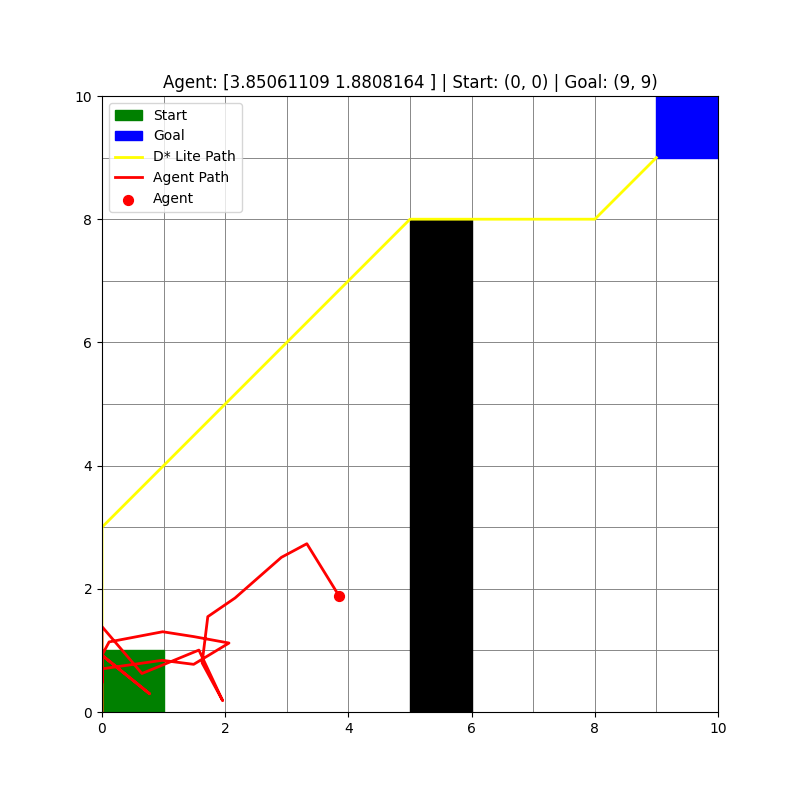 Agent: [3.85061109 1.8808164 ] | Start: (0, 0) | Goal: (9, 9)
Start
Goal
D* Lite Path
Agent Path
Agent
10
8
6
4
2
0
0 2 4 6 8 10